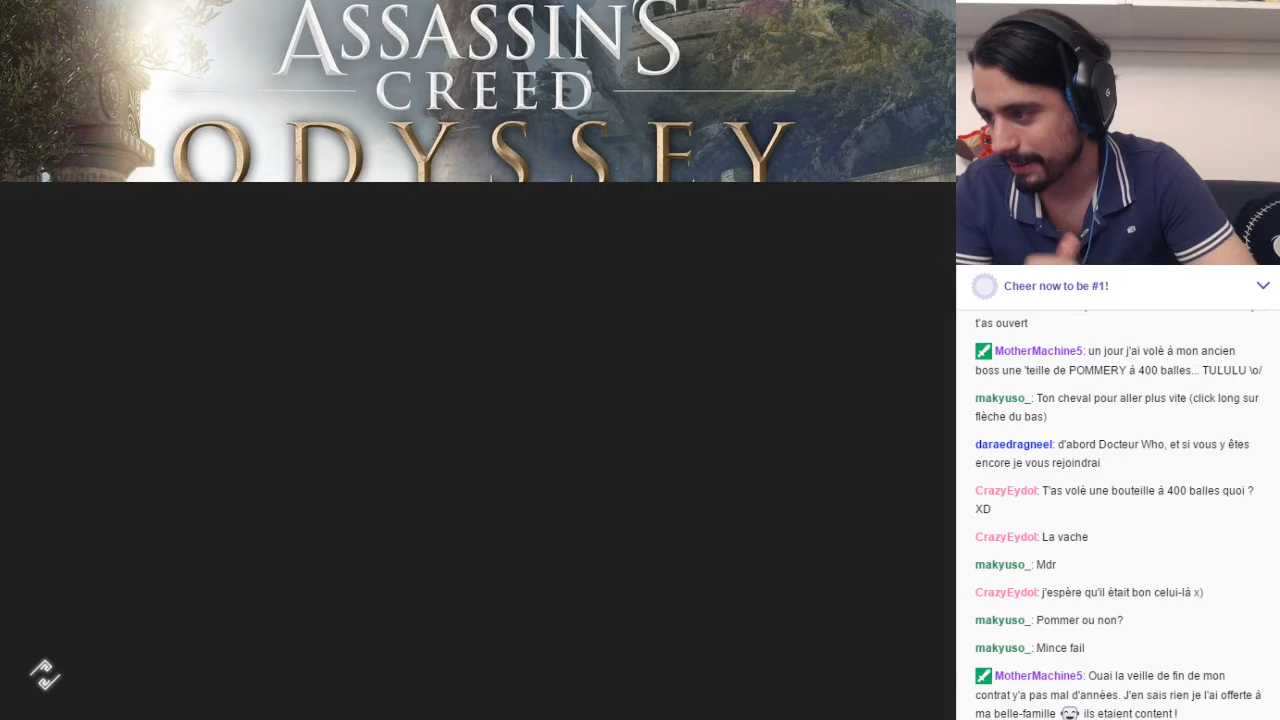 ASSASSIN'S
CREED
ODYSSEY
Cheer now to be #1!
t'as ouvert
MotherMachine5: un jour j'ai volè à mon ancien
boss une 'teille de POMMERY á 400 balles... TULULU \o/
makyuso_: Ton cheval pour aller plus vite (click long sur
flèche du bas)
daraedragneel: d'abord Docteur Who, et si vous y êtes
encore je vous rejoindrai
CrazyEydol: T'as volè une bouteille á 400 balles quoi ?
XD
CrazyEydol: La vache
makyuso_: Mdr
CrazyEydol: j'espère qu'il était bon celui-là x)
makyuso_: Pommer ou non?
makyuso_: Mince fail
MotherMachine5: Ouai la veille de fin de mon
contrat y'a pas mal d'annèes. J'en sais rien je l'ai offerte á
ma belle-famille ils etaient content !